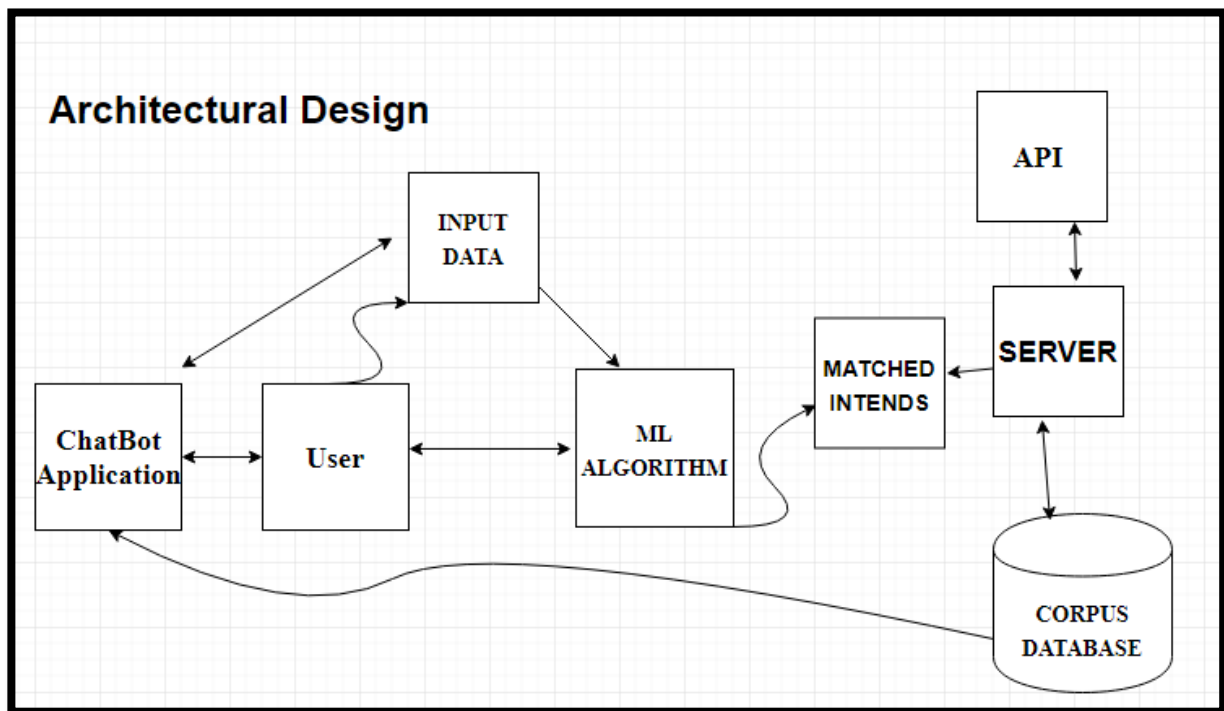 Architectural Design
API
INPUT
DATA
SERVER
MATCHED
INTENDS
ChatBot
Application
User
ML
ALGORITHM
CORPUS
DATABASE